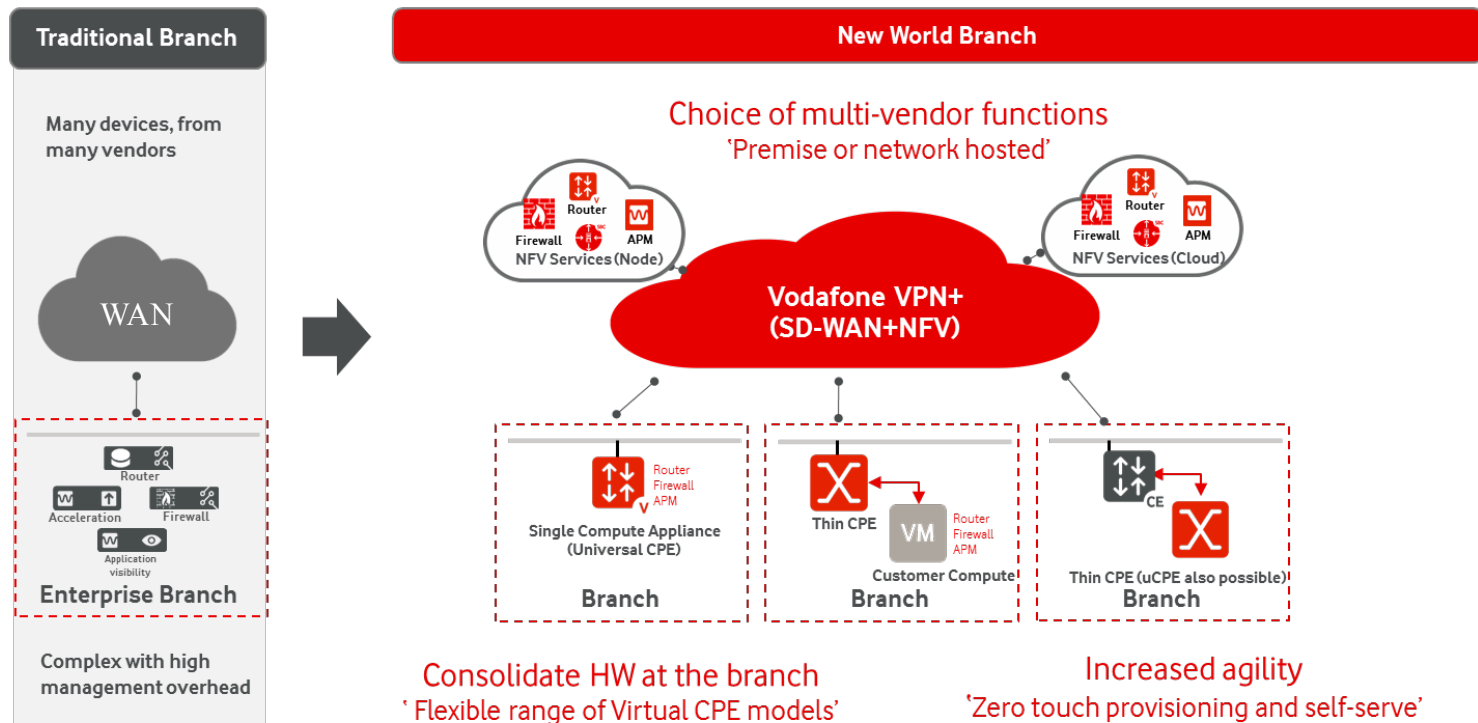 Traditional Branch
New World Branch
Many devices, from
many vendors
WAN
Router
Acceleration
Firewall
Application
visibility
Enterprise Branch
Complex with high
management overhead
Choice of multi-vendor functions
‘Premise or network hosted’
V
Router
Firewall
SBC
APM
NFV Services (Node)
V
Router
Firewall
SBC
APM
NFV Services (Cloud)
Vodafone VPN+
(SD-WAN+NFV)
V
Router
Firewall
APM
Single Compute Appliance
(Universal CPE)
Branch
Thin CPE
VM
Router
Firewall
APM
Customer Compute
Branch
CE
Thin CPE (uCPE also possible)
Branch
Consolidate HW at the branch
‘ Flexible range of Virtual CPE models’
Increased agility
‘Zero touch provisioning and self-serve’